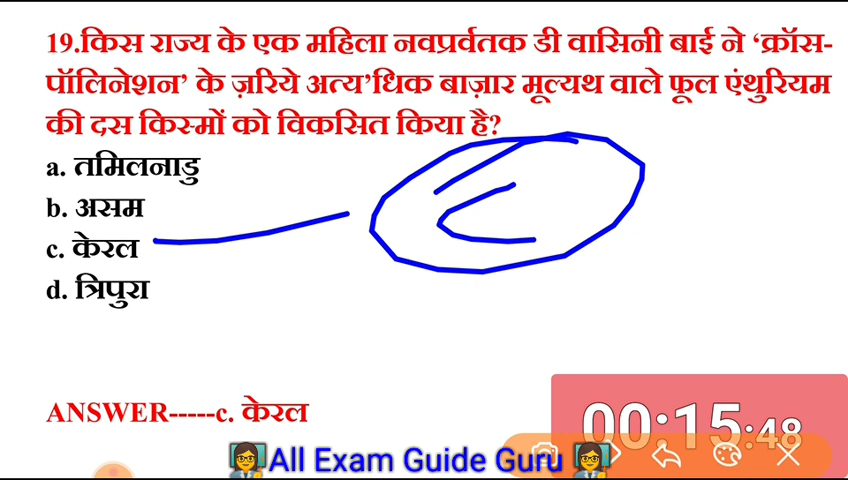 19.किस राज्य के एक महिला नवप्रर्वतक डी वासिनी बाई ने ‘क्रॉस-
पॉलिनेशन’ के ज़रिये अत्य’धिक बाज़ार मूल्यथ वाले फूल एंथुरियम
की दस किस्मों को विकसित किया है?
a. तमिलनाडु
b. असम
c. केरल
d. त्रिपुरा
C
ANSWER-----c. केरल
00:15:48
All Exam Guide Guru